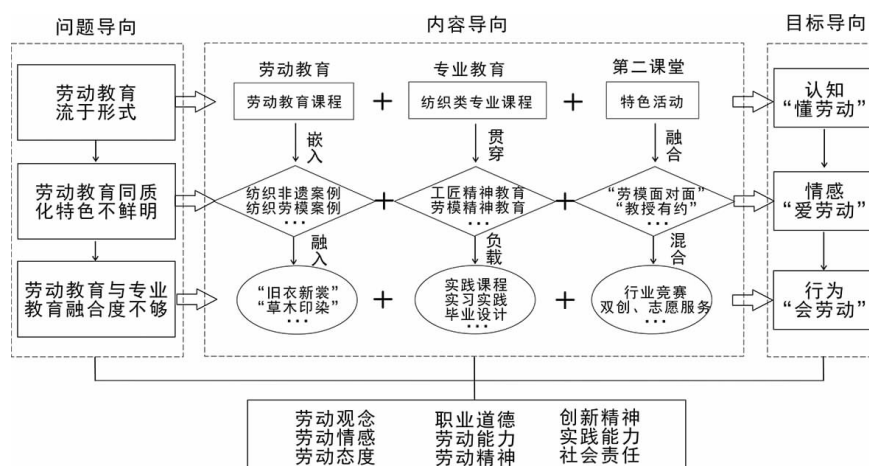 问题导向
内容导向
目标导向
劳动教育
专业教育
第二课堂
劳动教育
流于形式
劳动教育课程
+
纺织类专业课程
+
特色活动
认知
“懂劳动”
嵌入
贯穿
融合
劳动教育同质
化特色不鲜明
纺织非遗案例
纺织劳模案例
...
+
工匠精神教育
劳模精神教育
...
+
“劳模面对面”
“教授有约”
...
情感
“爱劳动”
融入
负载
混合
劳动教育与专业
教育融合度不够
“旧衣新裳”
“草木印染”
...
+
实践课程
实习实践
毕业设计
...
+
行业竞赛
双创、志愿服务
...
行为
“会劳动”
劳动观念 职业道德 创新精神
劳动情感 劳动能力 实践能力
劳动态度 劳动精神 社会责任